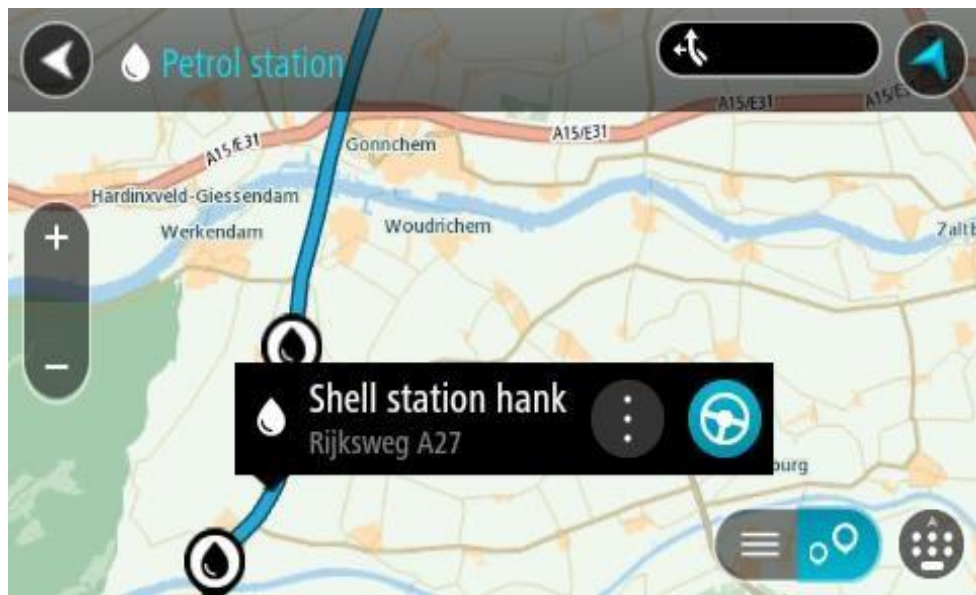 Petrol station
A15/E31
A15/E31
A15/E31
A15/E31
Gonnchem
Hardinxveld-Giessendam
Werkendam
Woudrichem
Zaltb
Shell station hank
Rijksweg A27
burg